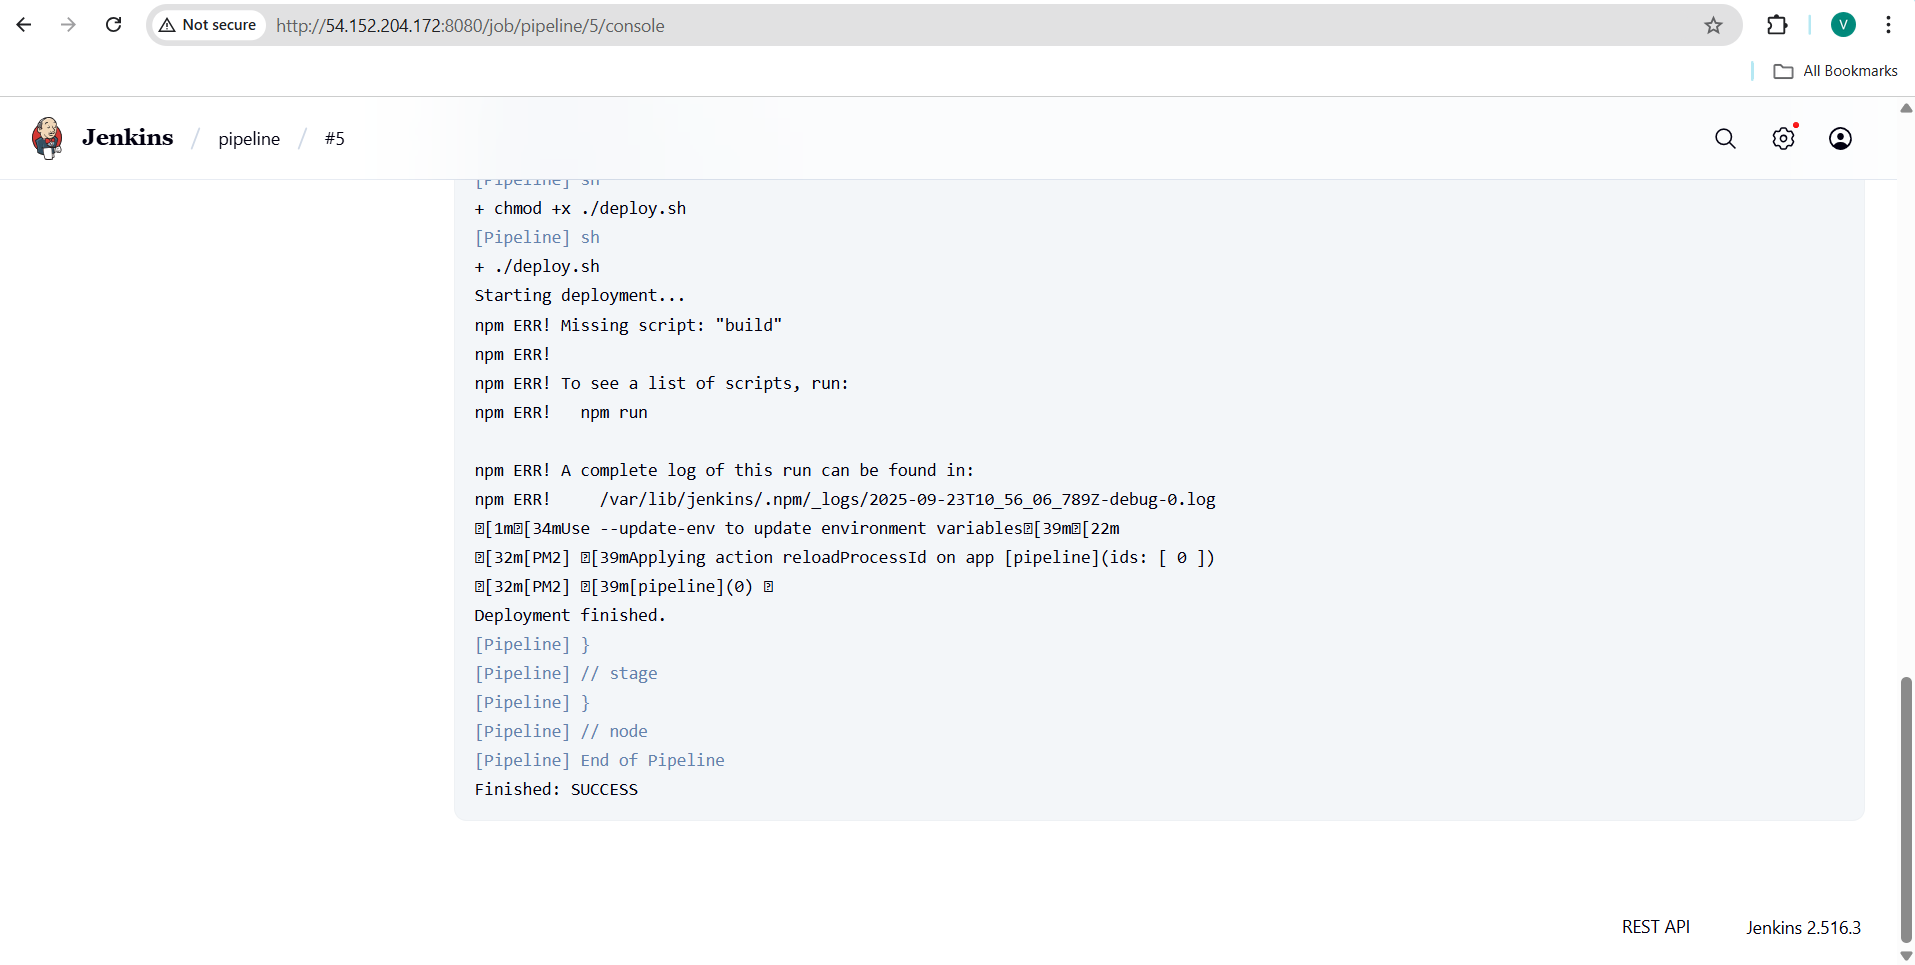 Not secure http://54.152.204.172:8080/job/pipeline/5/console V
All Bookmarks
Jenkins / pipeline / #5
[Pipeline] sh
+ chmod +x ./deploy.sh
[Pipeline] sh
+ ./deploy.sh
Starting deployment...
npm ERR! Missing script: "build"
npm ERR!
npm ERR! To see a list of scripts, run:
npm ERR!   npm run
npm ERR! A complete log of this run can be found in:
npm ERR!     /var/lib/jenkins/.npm/_logs/2025-09-23T10_56_06_789Z-debug-0.log
[1m[34mUse --update-env to update environment variables[39m[22m
[32m[PM2] [39mApplying action reloadProcessId on app [pipeline](ids: [ 0 ])
[32m[PM2] [39m[pipeline](0)
Deployment finished.
[Pipeline] }
[Pipeline] // stage
[Pipeline] }
[Pipeline] // node
[Pipeline] End of Pipeline
Finished: SUCCESS
REST API Jenkins 2.516.3